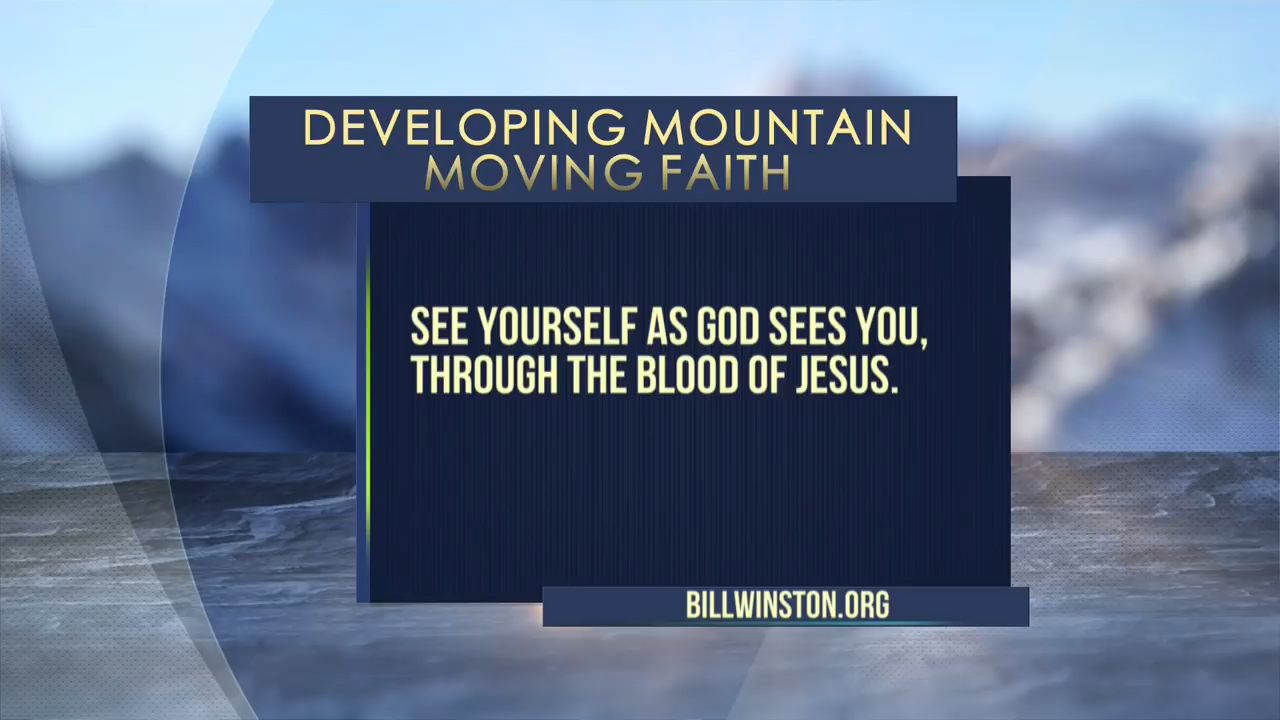 DEVELOPING MOUNTAIN
MOVING FAITH
SEE YOURSELF AS GOD SEES YOU,
THROUGH THE BLOOD OF JESUS.
BILLWINSTON.ORG